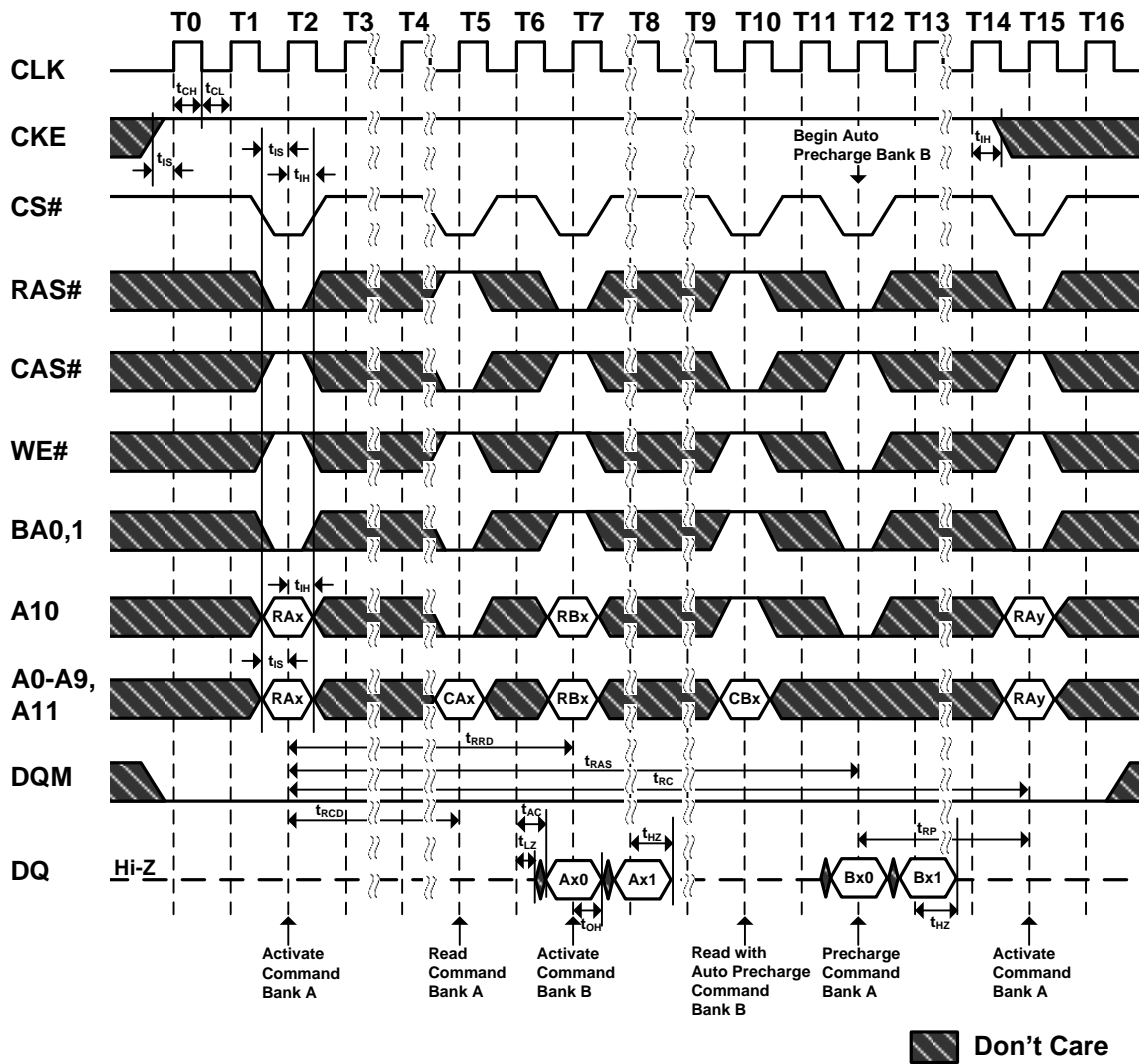 T0 T1 T2 T3 T4 T5 T6 T7 T8 T9 T10 T11 T12 T13 T14 T15 T16
CLK
tCH tCL
CKE
tIS
tIS
tIH
Begin Auto
Precharge Bank B
tIH
CS#
RAS#
CAS#
WE#
BA0,1
tIH
A10
RAx
RBx
RAy
tIS
A0-A9,
A11
RAx
CAx
RBx
CBx
RAy
tRRD
tRAS
tRC
DQM
tRCD
tAC
tLZ
tHZ
tRP
DQ
Hi-Z
Ax0
Ax1
Bx0
Bx1
tOH
tHZ
Activate
Command
Bank A
Read
Command
Bank A
Activate
Command
Bank B
Read with
Auto Precharge
Command
Bank B
Precharge
Command
Bank A
Activate
Command
Bank A
Don't Care